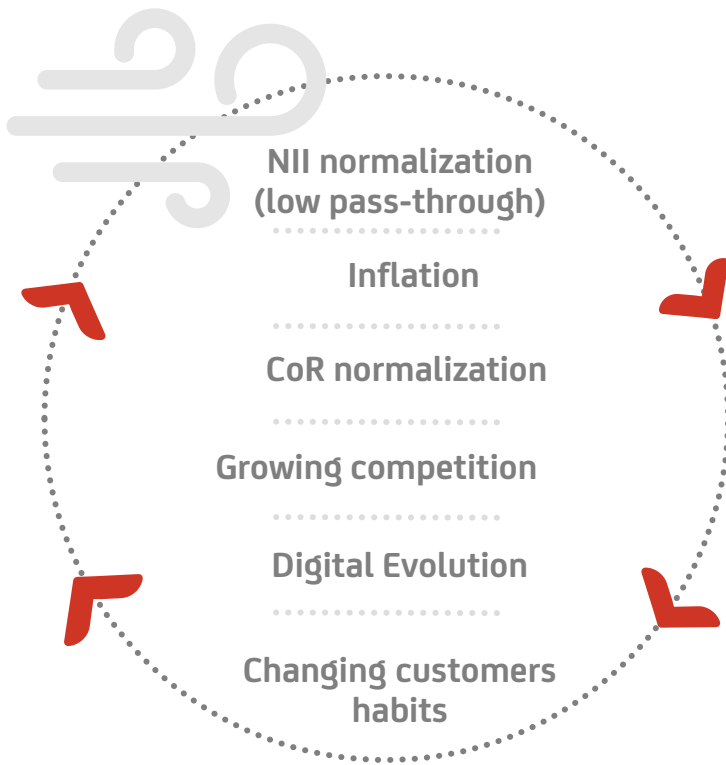 NII normalization
(low pass-through)
Inflation
CoR normalization
Growing competition
Digital Evolution
Changing customers
habits